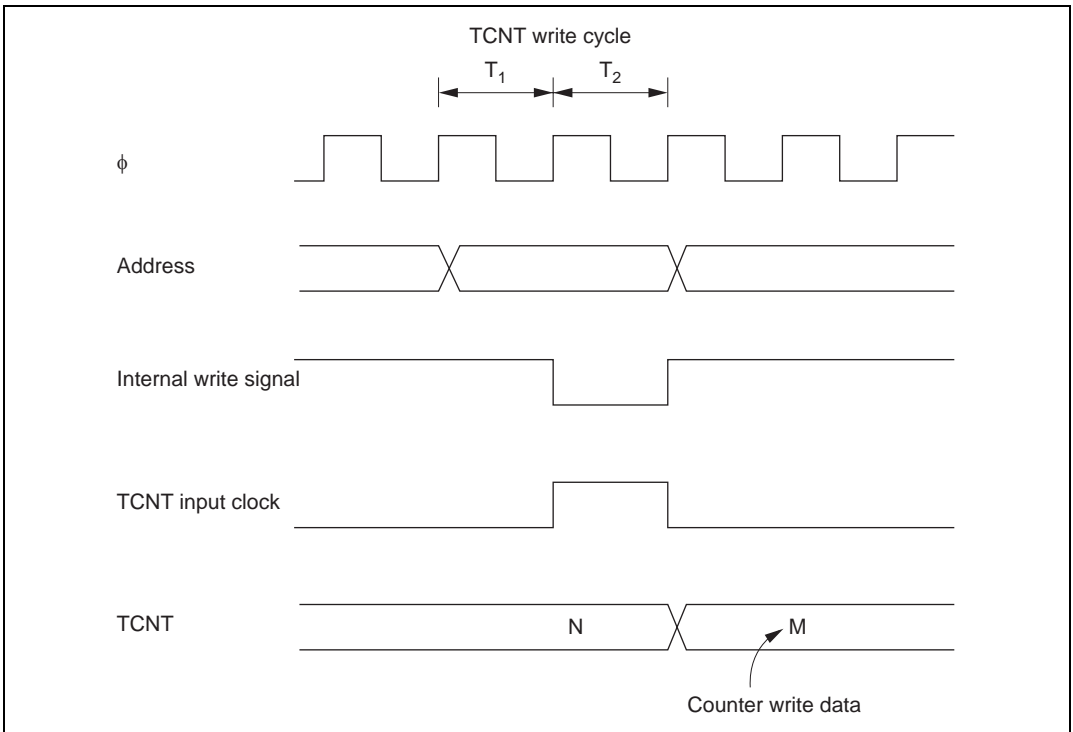 TCNT write cycle
T1 T2
ϕ
Address
Internal write signal
TCNT input clock
TCNT N M
Counter write data